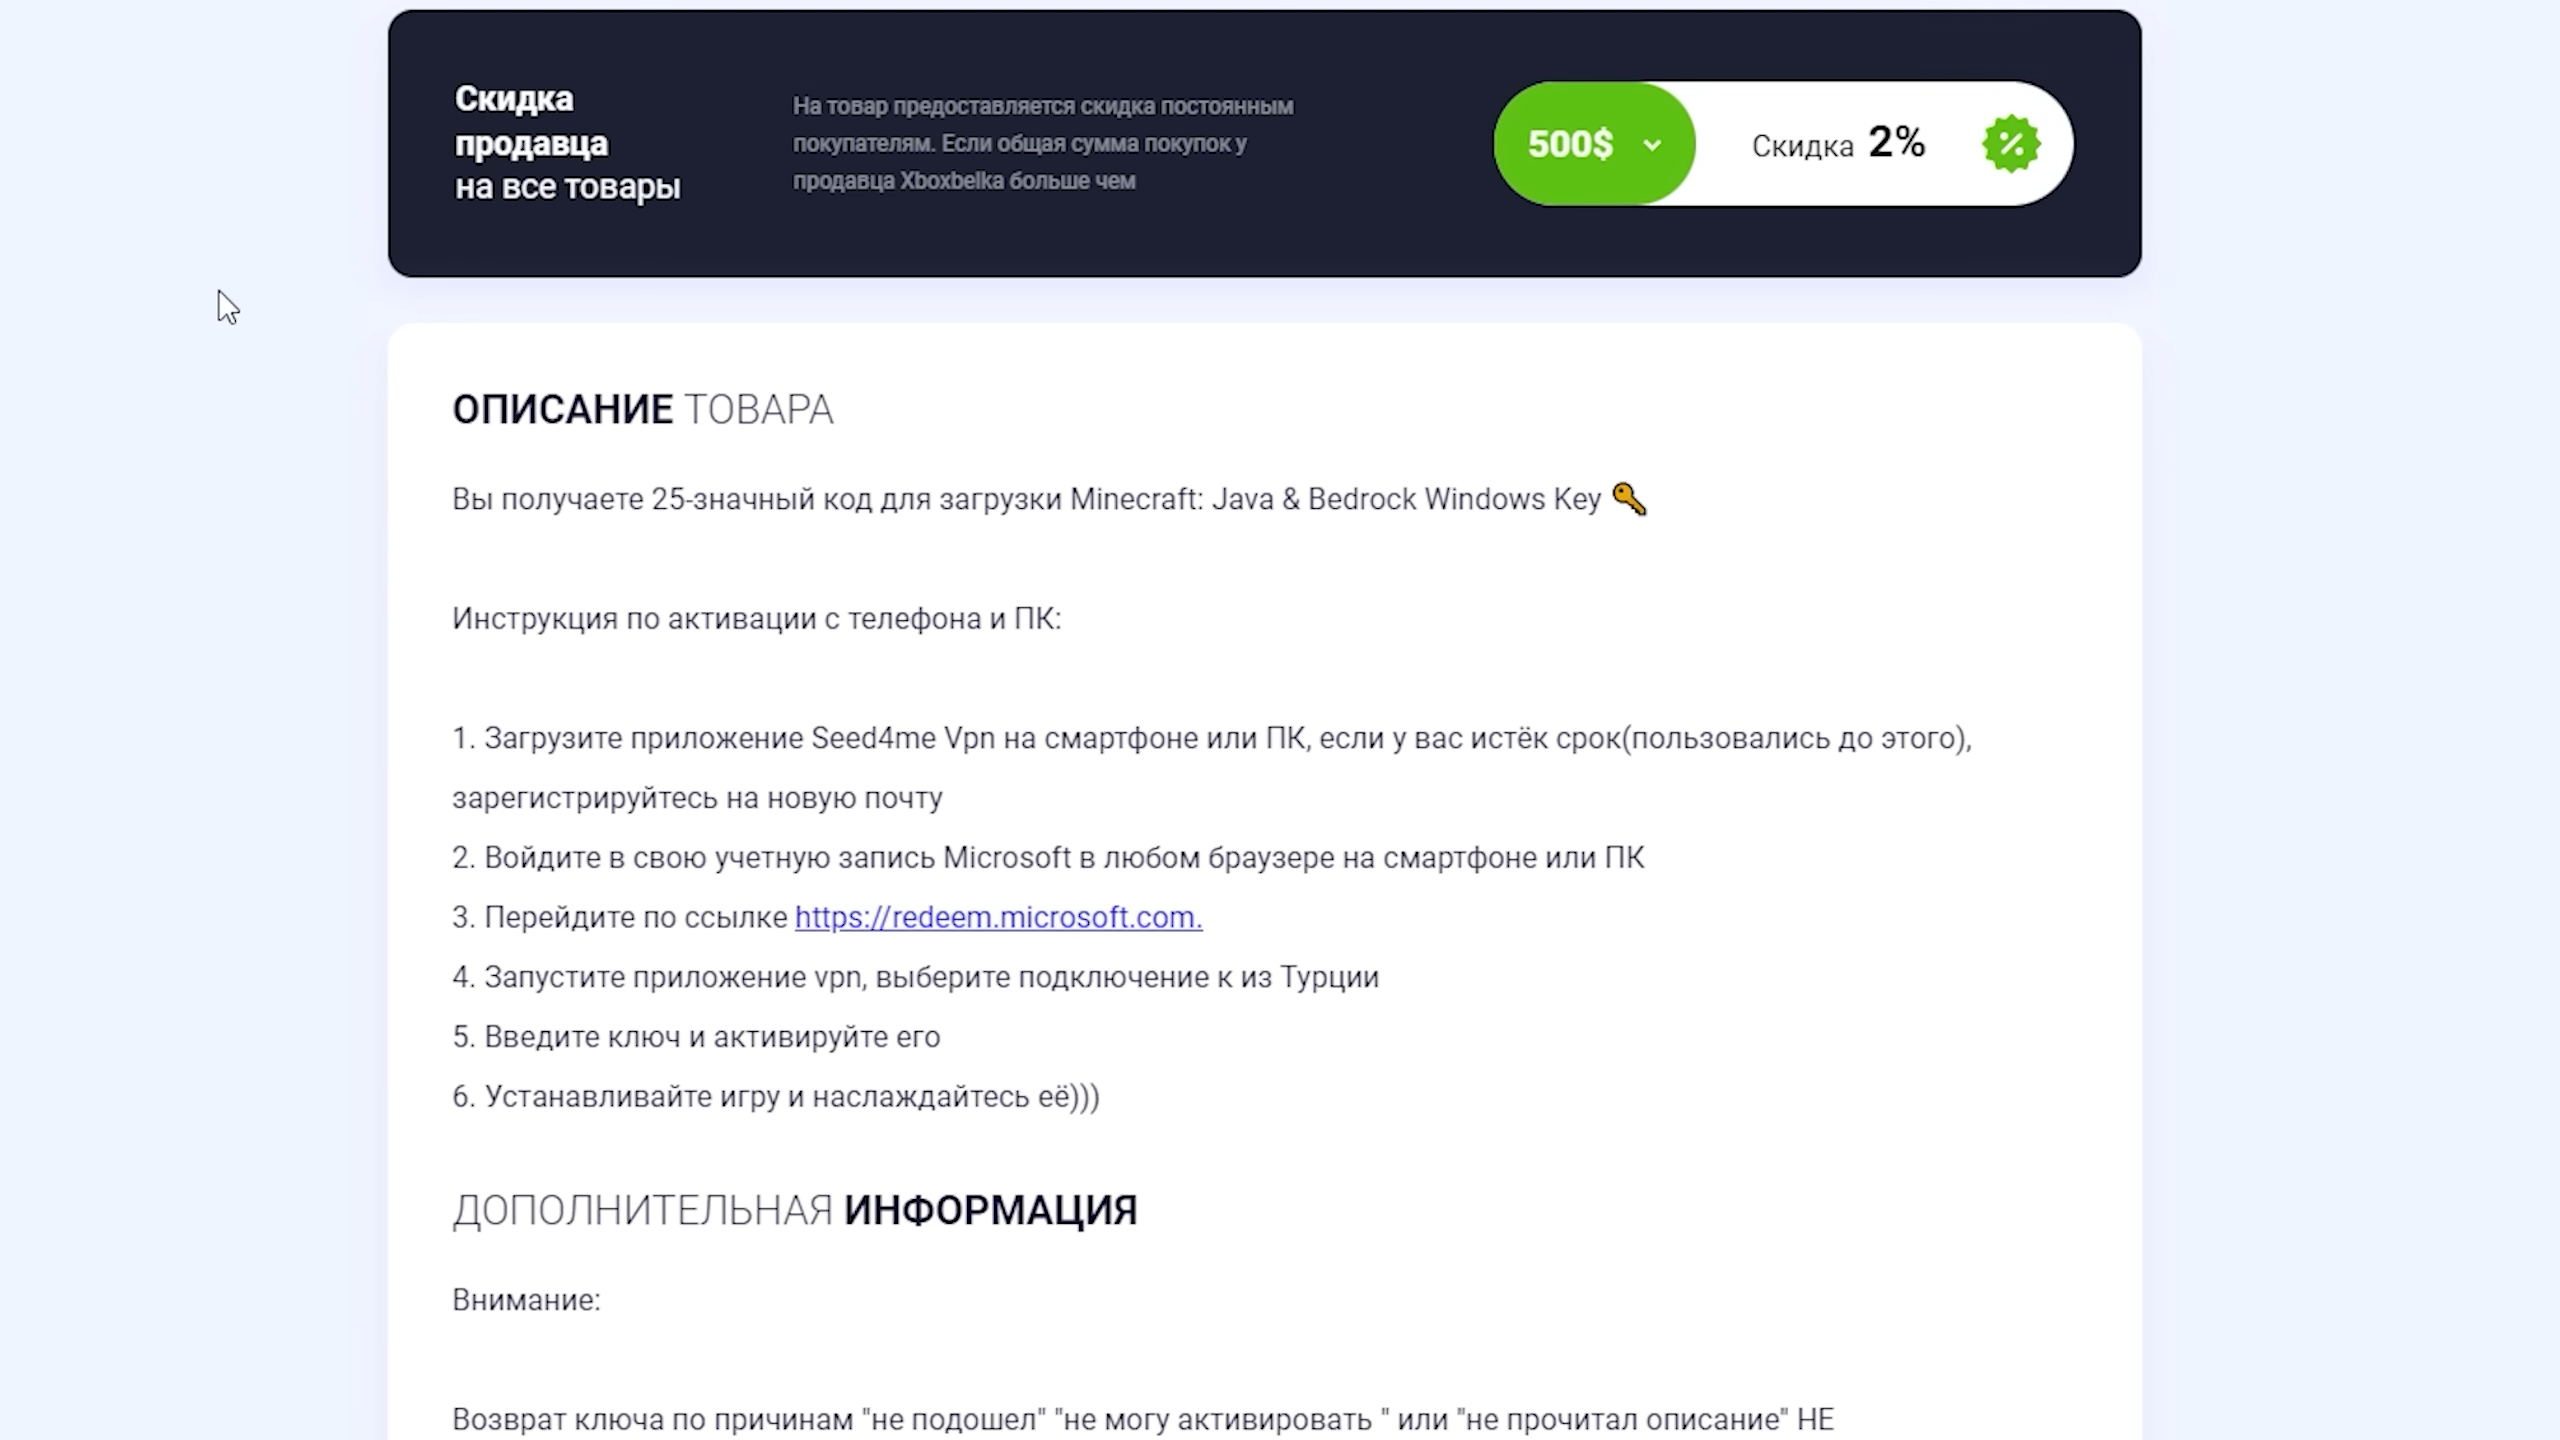 Скидка
продавца
на все товары
На товар предоставляется скидка постоянным
покупателям. Если общая сумма покупок у
продавца Xboxbelka больше чем
500$
Скидка 2%
ОПИСАНИЕ ТОВАРА
Вы получаете 25-значный код для загрузки Minecraft: Java & Bedrock Windows Key 🔑
Инструкция по активации с телефона и ПК:
1. Загрузите приложение Seed4me Vpn на смартфоне или ПК, если у вас истёк срок(пользовались до этого),
зарегистрируйтесь на новую почту
2. Войдите в свою учетную запись Microsoft в любом браузере на смартфоне или ПК
3. Перейдите по ссылке https://redeem.microsoft.com.
4. Запустите приложение vpn, выберите подключение к из Турции
5. Введите ключ и активируйте его
6. Устанавливайте игру и наслаждайтесь её)))
ДОПОЛНИТЕЛЬНАЯ ИНФОРМАЦИЯ
Внимание:
Возврат ключа по причинам "не подошел" "не могу активировать " или "не прочитал описание" НЕ